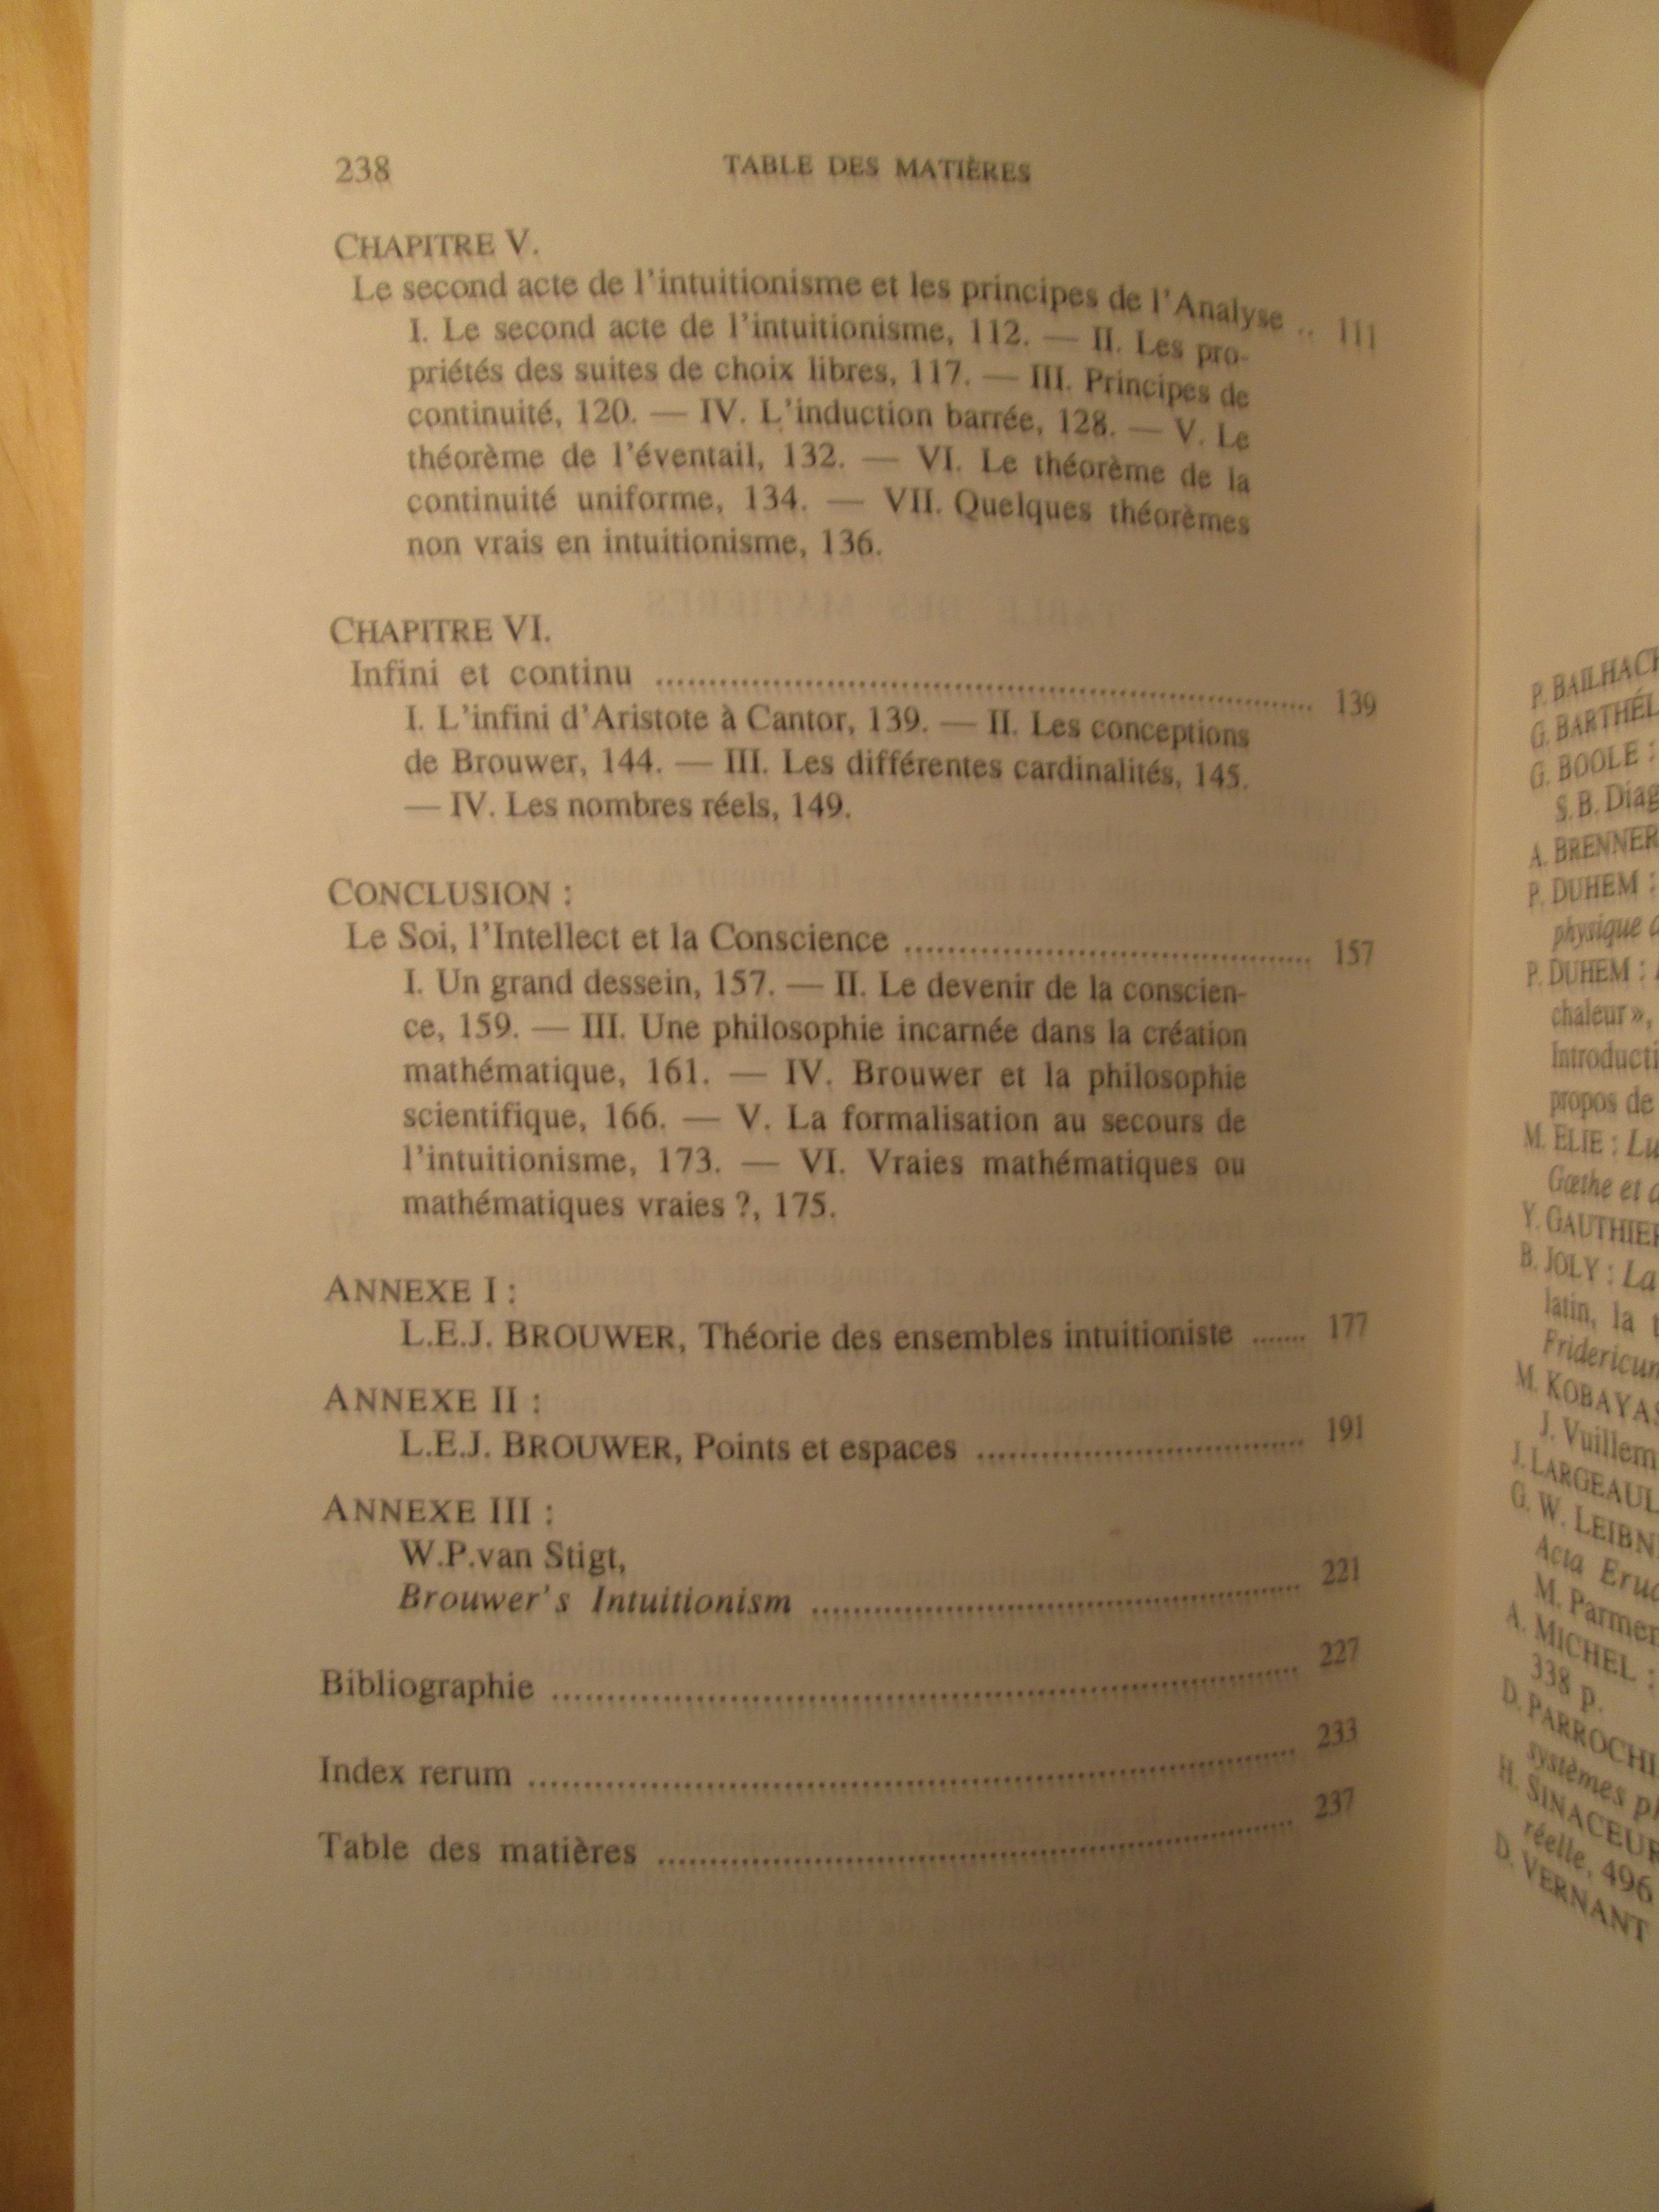 238 TABLE DES MATIÈRES
CHAPITRE V.
Le second acte de l'intuitionisme et les principes de l'Analyse .. 111
I. Le second acte de l'intuitionisme, 112. — II. Les pro-
priétés des suites de choix libres, 117. — III. Principes de
continuité, 120. — IV. L'induction barrée, 128. — V. Le
théorème de l'éventail, 132. — VI. Le théorème de la
continuité uniforme, 134. — VII. Quelques théorèmes
non vrais en intuitionisme, 136.
CHAPITRE VI.
Infini et continu ........ 139
I. L'infini d'Aristote à Cantor, 139. — II. Les conceptions
de Brouwer, 144. — III. Les différentes cardinalités, 145.
— IV. Les nombres réels, 149.
CONCLUSION :
Le Soi, l'Intellect et la Conscience ........ 157
I. Un grand dessein, 157. — II. Le devenir de la conscien-
ce, 159. — III. Une philosophie incarnée dans la création
mathématique, 161. — IV. Brouwer et la philosophie
scientifique, 166. — V. La formalisation au secours de
l'intuitionisme, 173. — VI. Vraies mathématiques ou
mathématiques vraies ?, 175.
ANNEXE I :
L.E.J. BROUWER, Théorie des ensembles intuitioniste ....... 177
ANNEXE II :
L.E.J. BROUWER, Points et espaces ........ 191
ANNEXE III :
W.P.van Stigt,
Brouwer's Intuitionism ........ 221
Bibliographie ........ 227
Index rerum ........ 233
Table des matières ........ 237
P. BAILHACH
G. BARTHÉL
G. BOOLE :
S. B. Diag
A. BRENNER
P. DUHEM :
physique
P. DUHEM :
chaleur »,
Introducti
propos de
M. ELIE : Lu
Gœthe et
Y. GAUTHIER
B. JOLY : La
latin, la
Fridericum
M. KOBAYAS
J. Vuillem
J. LARGEAUL
G. W. LEIBN
Acta Erud
M. Parmen
A. MICHEL :
338 p.
D. PARROCHI
systèmes
H. SINACEUR
réelle, 496
D. VERNANT